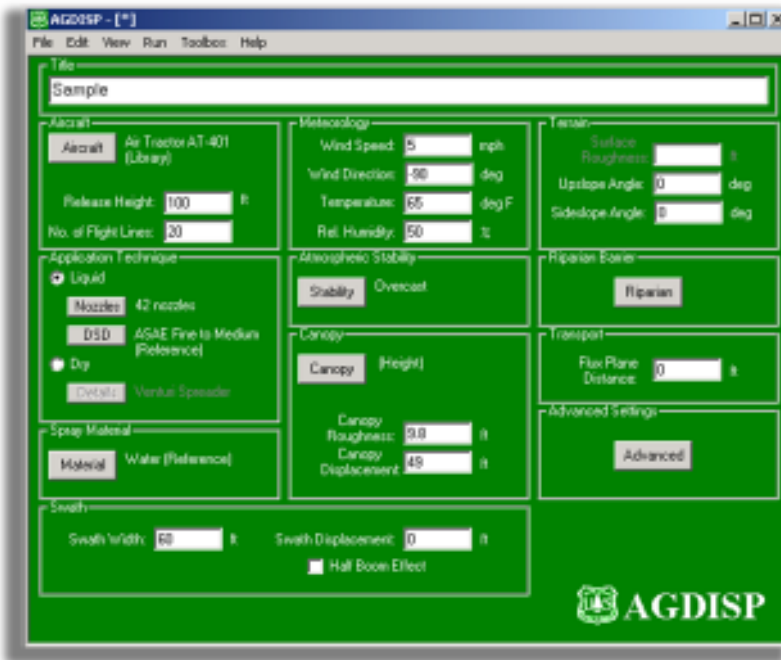 AGDISP - [*]
File Edit View Run Toolbox Help
Title
Sample
Aircraft
Aircraft
Air Tractor AT-401
(Library)
Release Height: 100 ft
No. of Flight Lines: 20
Meteorology
Wind Speed: 5 mph
Wind Direction: -90 deg
Temperature: 65 deg F
Rel. Humidity: 50 %
Terrain
Surface
Roughness: ft
Upslope Angle: 0 deg
Sideslope Angle: 0 deg
Application Technique
Liquid
Nozzles 42 nozzles
DSD ASAE Fine to Medium
(Reference)
Dry
Details Venturi Spreader
Atmospheric Stability
Stability Overcast
Riparian Barrier
Riparian
Canopy
Canopy (Height)
Canopy
Roughness: 9.8 ft
Canopy
Displacement: 49 ft
Transport
Flux Plane
Distance: 0 ft
Spray Material
Material Water (Reference)
Advanced Settings
Advanced
Swath
Swath Width: 60 ft
Swath Displacement: 0 ft
Half Boom Effect
AGDISP